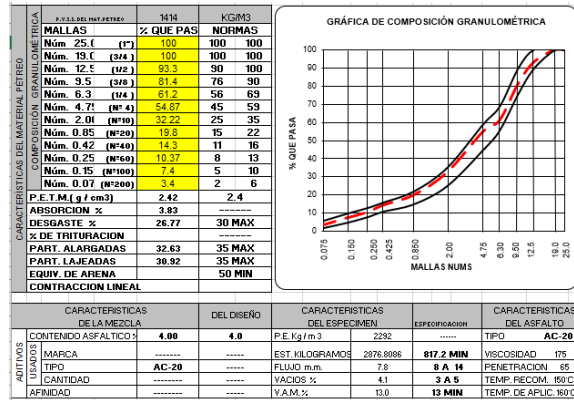 P.V.S.S. DEL MAT. PETREO 1414 KG/M3
MALLAS % QUE PAS NORMAS
Núm 25.( (1") 100 100 100
Núm. 19.( (3/4 ) 100 100 100
Núm. 12.5 (1/2 ) 93.3 90 100
Núm. 9.5 (3/8 ) 81.4 76 90
Núm. 6.3 (1/4 ) 61.2 56 69
Núm. 4.75 (Nº 4) 54.87 45 59
Núm. 2.00 (Nº10) 32.22 25 35
Núm. 0.85 (Nº20) 19.8 15 22
Núm. 0.42 (Nº40) 14.3 11 16
Núm. 0.25 (Nº60) 10.37 8 13
Núm. 0.15 (Nº100) 7.4 5 10
Núm. 0.07 (Nº200) 3.4 2 6
P.E.T.M.( g / cm3) 2.42 2.4
ABSORCION % 3.83 ------
DESGASTE % 26.77 30 MAX
% DE TRITURACION ------
PART. ALARGADAS 32.63 35 MAX
PART. LAJEADAS 30.92 35 MAX
EQUIV. DE ARENA 50 MIN
CONTRACCION LINEAL
CARACTERÍSTICAS DEL MATERIAL PÉTREO
COMPOSICIÓN GRANULOMÉTRICA
GRÁFICA DE COMPOSICIÓN GRANULOMÉTRICA
% QUE PASA
100
90
80
70
60
50
40
30
20
10
0
0.075 0.150 0.250 0.425 0.850 2.00 4.75 6.30 9.50 12.5 19.0 25.0
MALLAS NUMS
CARACTERISTICAS DE LA MEZCLA DEL DISEÑO CARACTERISTICAS DEL ESPECIMEN ESPECIFICACION CARACTERISTICAS DEL ASFALTO
CONTENIDO ASFALTICO % 4.00 4.0 P.E. Kg / m 3 2292 ----- TIPO AC-20
ADITIVOS USADOS
MARCA -------- ----- EST. KILOGRAMOS 2876.8086 817.2 MIN VISCOSIDAD 175
TIPO AC-20 ----- FLUJO m.m. 7.8 8 A 14 PENETRACION 65
CANTIDAD -------- ----- VACIOS % 4.1 3 A 5 TEMP. RECOM. 150ºC
AFINIDAD -------- ----- V.A.M. % 13.0 13 MIN TEMP. DE APLIC. 160ºC